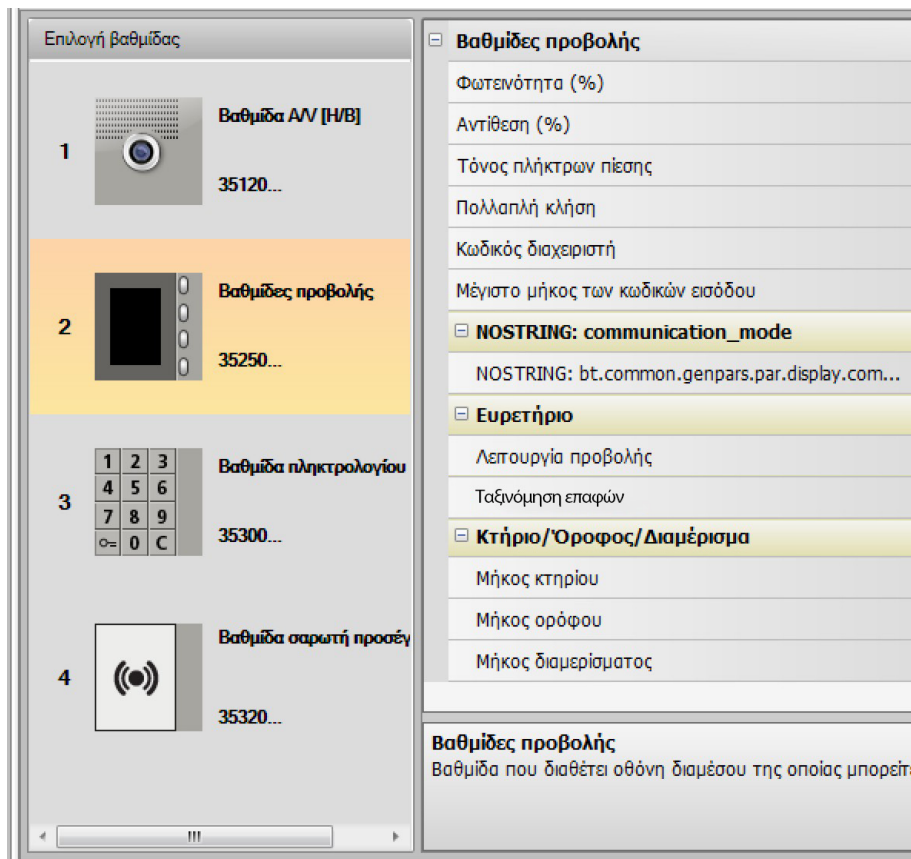 Επιλογή βαθμίδας
1
Βαθμίδα A/V [H/B]
35120...
2
Βαθμίδες προβολής
35250...
3
1 2 3
4 5 6
7 8 9
0 C
Βαθμίδα πληκτρολογίου
35300...
4
Βαθμίδα σαρωτή προσέγ
35320...
Βαθμίδες προβολής
Φωτεινότητα (%)
Αντίθεση (%)
Τόνος πλήκτρων πίεσης
Πολλαπλή κλήση
Κωδικός διαχειριστή
Μέγιστο μήκος των κωδικών εισόδου
NOSTRING: communication_mode
NOSTRING: bt.common.genpars.par.display.com...
Ευρετήριο
Λειτουργία προβολής
Ταξινόμηση επαφών
Κτήριο/Όροφος/Διαμέρισμα
Μήκος κτηρίου
Μήκος ορόφου
Μήκος διαμερίσματος
Βαθμίδες προβολής
Βαθμίδα που διαθέτει οθόνη διαμέσου της οποίας μπορείτε